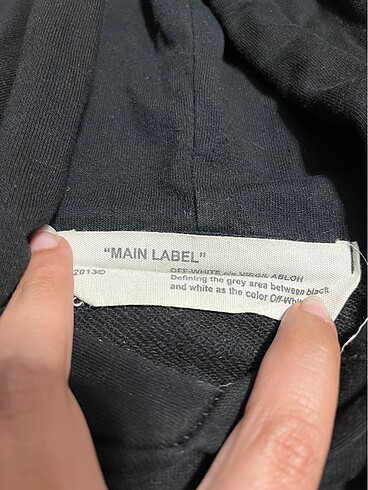 "MAIN LABEL"
2013©
OFF-WHITE c/o VIRGIL ABLOH
Defining the grey area between black
and white as the color Off-Whi